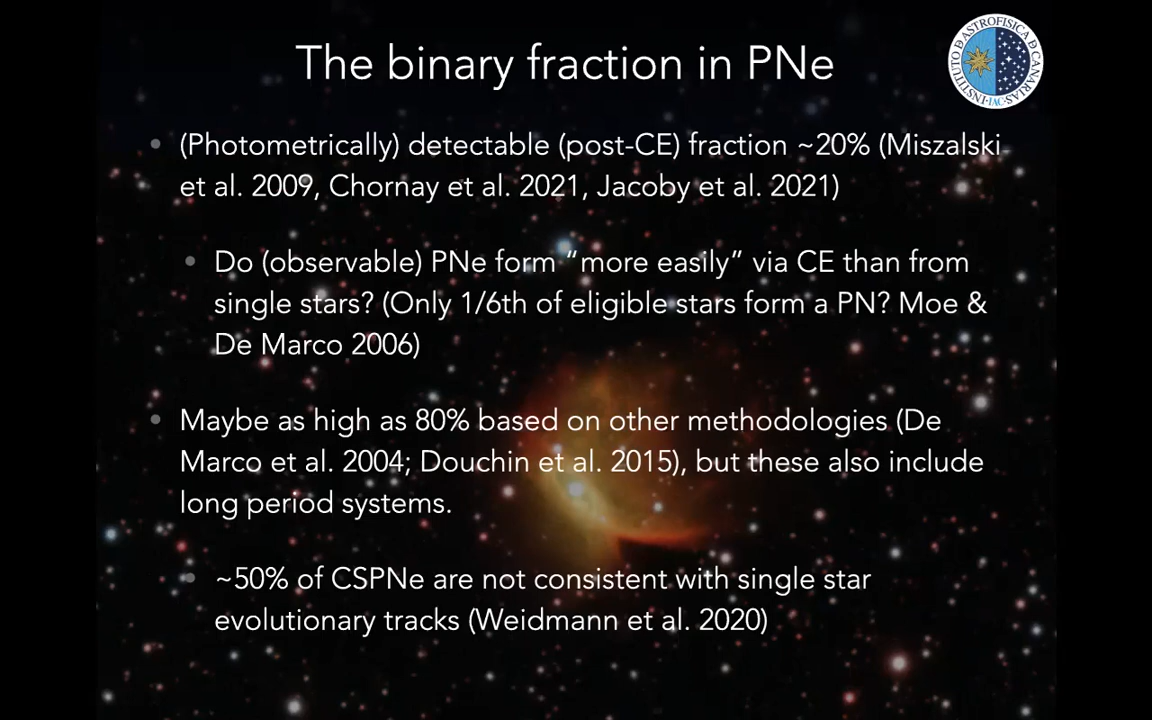 The binary fraction in PNe
INSTITUTO D ASTROFISICA D CANARIAS
·IAC·
(Photometrically) detectable (post-CE) fraction ~20% (Miszalski
et al. 2009, Chornay et al. 2021, Jacoby et al. 2021)
Do (observable) PNe form “more easily” via CE than from
single stars? (Only 1/6th of eligible stars form a PN? Moe &
De Marco 2006)
Maybe as high as 80% based on other methodologies (De
Marco et al. 2004; Douchin et al. 2015), but these also include
long period systems.
~50% of CSPNe are not consistent with single star
evolutionary tracks (Weidmann et al. 2020)